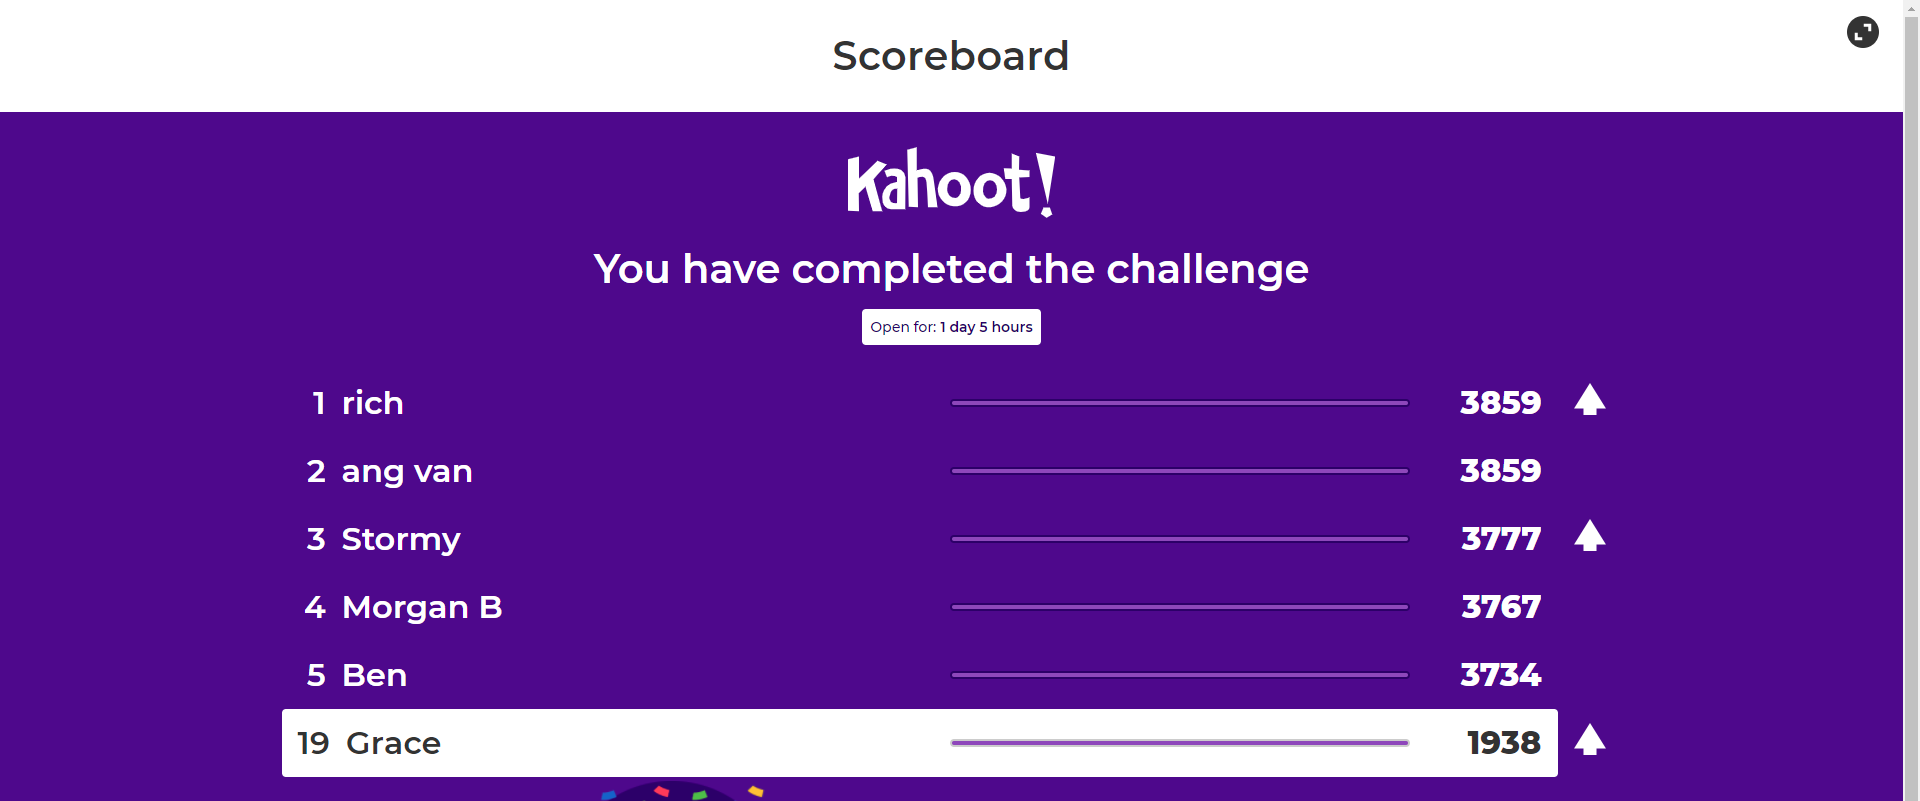 Scoreboard
Kahoot!
You have completed the challenge
Open for: 1 day 5 hours
1 rich 3859
2 ang van 3859
3 Stormy 3777
4 Morgan B 3767
5 Ben 3734
19 Grace 1938